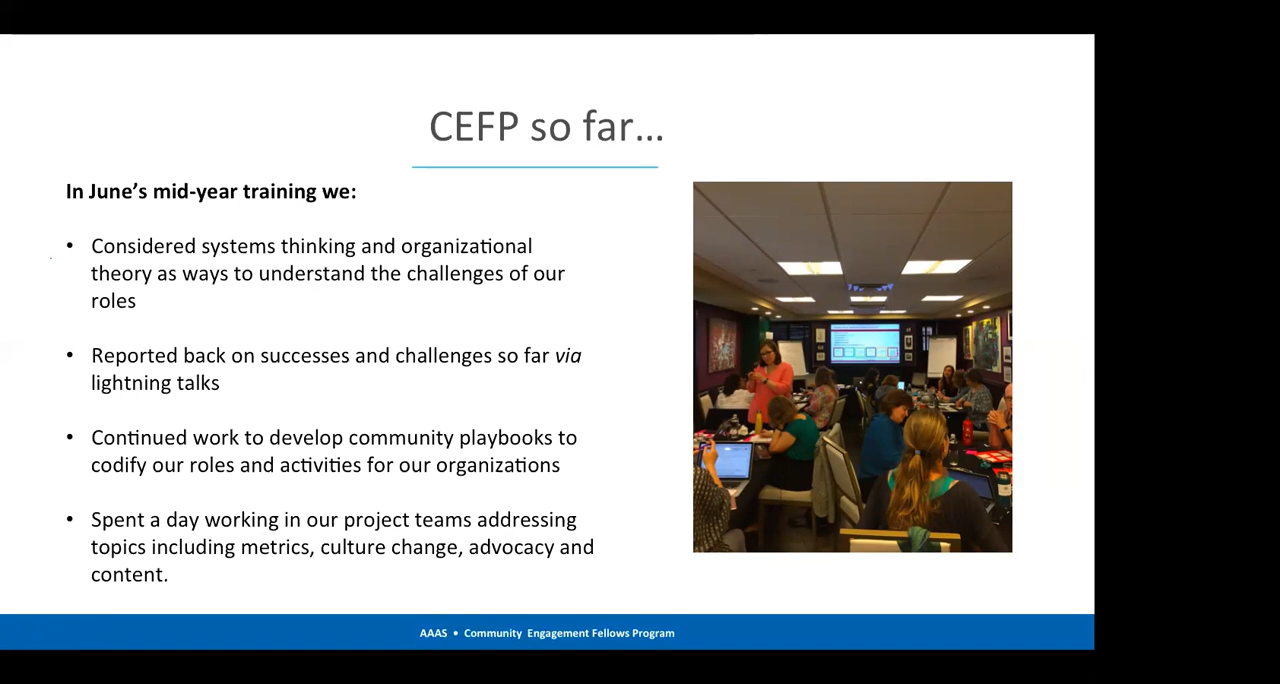 CEFP so far…
In June’s mid-year training we:
• Considered systems thinking and organizational
theory as ways to understand the challenges of our
roles
• Reported back on successes and challenges so far via
lightning talks
• Continued work to develop community playbooks to
codify our roles and activities for our organizations
• Spent a day working in our project teams addressing
topics including metrics, culture change, advocacy and
content.
AAAS • Community Engagement Fellows Program